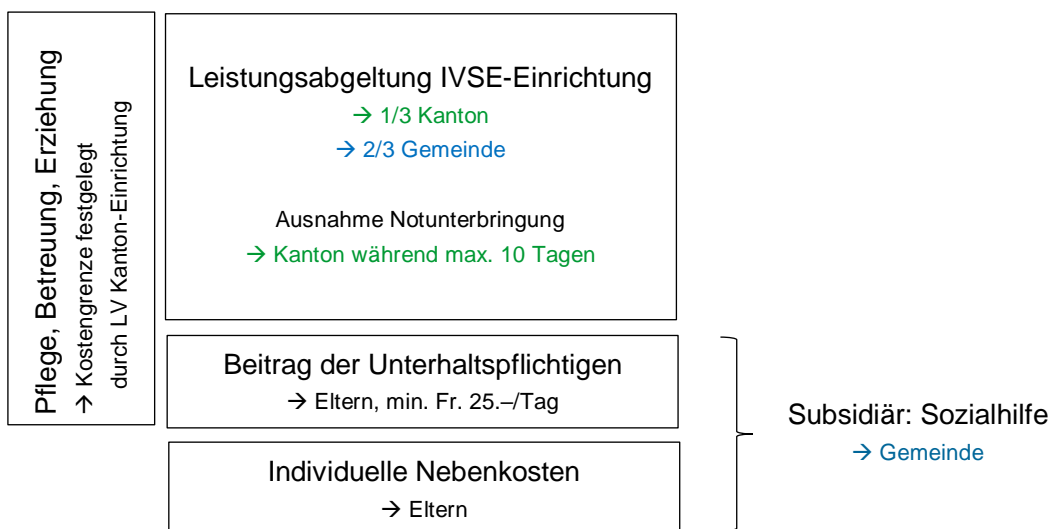 Pflege, Betreuung, Erziehung
→ Kostengrenze festgelegt
durch LV Kanton-Einrichtung
Leistungsabgeltung IVSE-Einrichtung
→ 1/3 Kanton
→ 2/3 Gemeinde
Ausnahme Notunterbringung
→ Kanton während max. 10 Tagen
Beitrag der Unterhaltspflichtigen
→ Eltern, min. Fr. 25.–/Tag
Individuelle Nebenkosten
→ Eltern
Subsidiär: Sozialhilfe
→ Gemeinde